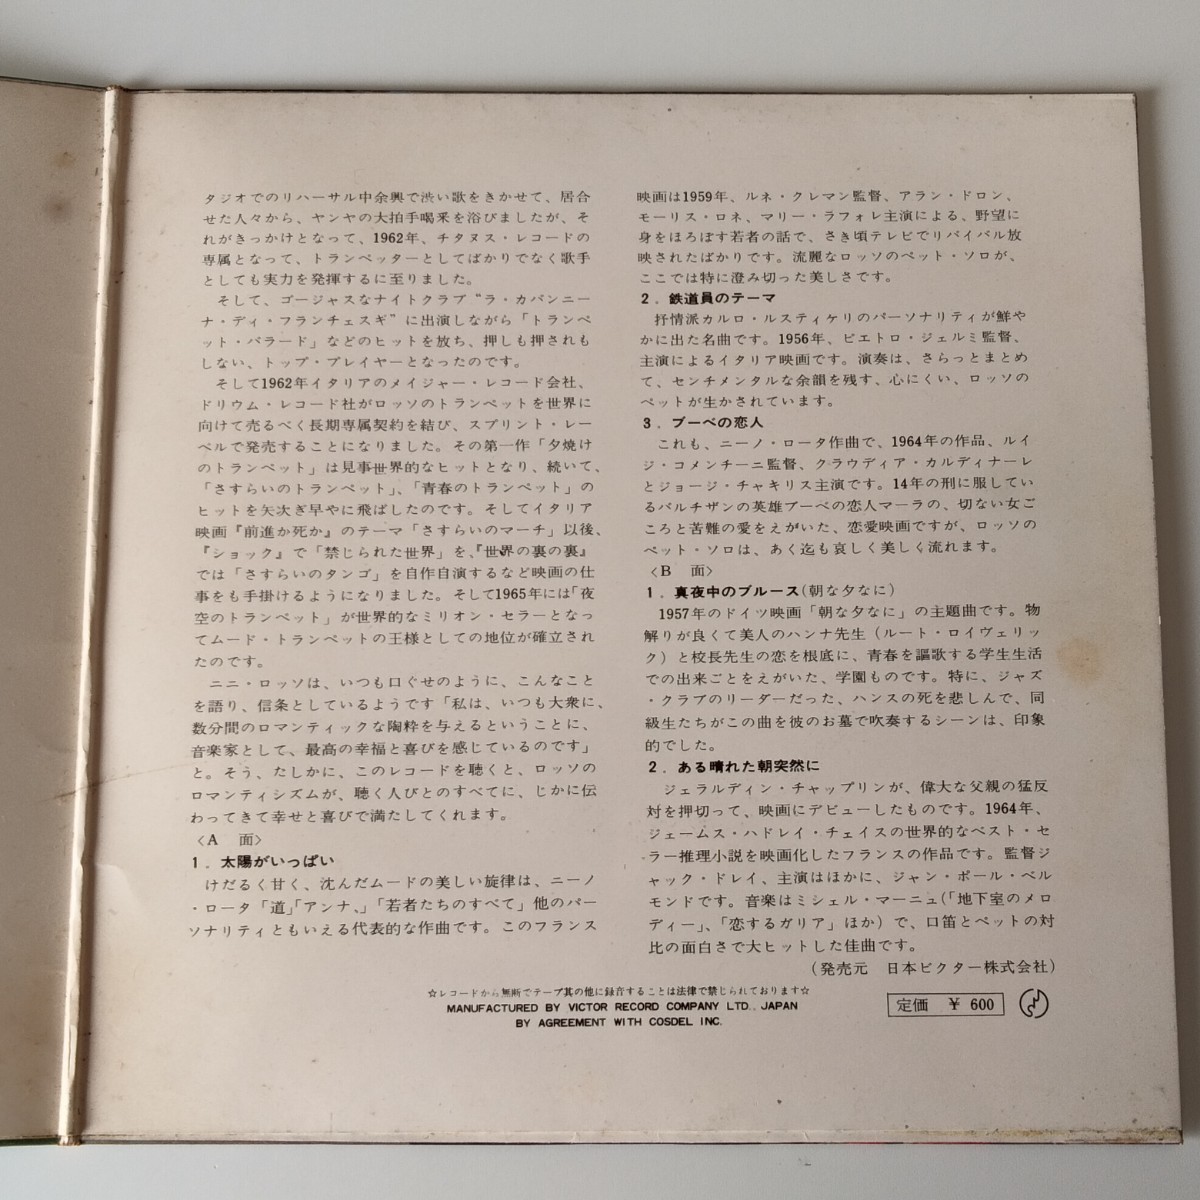 タジオでのリハーサル中余興で渋い歌をきかせて、居合
せた人々から、ヤンヤの大拍手喝采を浴びましたが、そ
れがきっかけとなって、1962年、チタヌス・レコードの
専属となって、トランペッターとしてばかりでなく歌手
としても実力を発揮するに至りました。
そして、ゴージャスなナイトクラブ“ラ・カパンニー
ナ・ディ・フランチェスギ”に出演しながら「トランペ
ット・バラード」などのヒットを放ち、押しも押されも
しない、トップ・プレイヤーとなったのです。
そして1962年イタリアのメイジャー・レコード会社、
ドリウム・レコード社がロッソのトランペットを世界に
向けて売るべく長期専属契約を結び、スプリント・レー
ベルで発売することになりました。その第一作「夕焼け
のトランペット」は見事世界的なヒットとなり、続いて、
「さすらいのトランペット」、「青春のトランペット」の
ヒットを矢次ぎ早やに飛ばしたのです。そしてイタリア
映画『前進か死か』のテーマ「さすらいのマーチ」以後、
『ショック』で「禁じられた世界」を、『世界の裏の裏』
では「さすらいのタンゴ」を自作自演するなど映画の仕
事をも手掛けるようになりました。そして1965年には「夜
空のトランペット」が世界的なミリオン・セラーとなっ
てムード・トランペットの王様としての地位が確立され
たのです。
ニニ・ロッソは、いつも口ぐせのように、こんなこと
を語り、信条としているようです「私は、いつも大衆に、
数分間のロマンティックな陶粋を与えるということに、
音楽家として、最高の幸福と喜びを感じているのです」
と。そう、たしかに、このレコードを聴くと、ロッソの
ロマンティシズムが、聴く人びとのすべてに、じかに伝
わってきて幸せと喜びで満たしてくれます。
〈A 面〉
1．太陽がいっぱい
けだるく甘く、沈んだムードの美しい旋律は、ニーノ
・ロータ「道」「アンナ」、「若者たちのすべて」他のパー
ソナリティともいえる代表的な作曲です。このフランス
映画は1959年、ルネ・クレマン監督、アラン・ドロン、
モーリス・ロネ、マリー・ラフォレ主演による、野望に
身をほろぼす若者の話で、さき頃テレビでリバイバル放
映されたばかりです。流麗なロッソのペット・ソロが、
ここでは特に澄み切った美しさです。
2．鉄道員のテーマ
抒情派カルロ・ルスティケリのパーソナリティが鮮や
かに出た名曲です。1956年、ピエトロ・ジェルミ監督、
主演によるイタリア映画です。演奏は、さらっとまとめ
て、センチメンタルな余韻を残す、心にくい、ロッソの
ペットが生かされています。
3．ブーベの恋人
これも、ニーノ・ロータ作曲で、1964年の作品、ルイ
ジ・コメンチーニ監督、クラウディア・カルディナーレ
とジョージ・チャキリス主演です。14年の刑に服してい
るパルチザンの英雄ブーベの恋人マーラの、切ない女ご
ころと苦難の愛をえがいた、恋愛映画ですが、ロッソの
ペット・ソロは、あく迄も哀しく美しく流れます。
〈B 面〉
1．真夜中のブルース（朝な夕なに）
1957年のドイツ映画「朝な夕なに」の主題曲です。物
解りが良くて美人のハンナ先生（ルート・ロイヴェリッ
ク）と校長先生の恋を根底に、青春を謳歌する学生生活
での出来ごとをえがいた、学園ものです。特に、ジャズ
・クラブのリーダーだった、ハンスの死を悲しんで、同
級生たちがこの曲を彼のお墓で吹奏するシーンは、印象
的でした。
2．ある晴れた朝突然に
ジェラルディン・チャップリンが、偉大な父親の猛反
対を押切って、映画にデビューしたものです。1964年、
ジェームス・ハドレイ・チェイスの世界的なベスト・セ
ラー推理小説を映画化したフランスの作品です。監督ジ
ャック・ドレイ、主演はほかに、ジャン・ポール・ベル
モンドです。音楽はミシェル・マーニュ（「地下室のメロ
ディー」、「恋するガリア」ほか）で、口笛とペットの対
比の面白さで大ヒットした佳曲です。
（発売元 日本ビクター株式会社）
☆レコードから無断でテープ其の他に録音することは法律で禁じられております☆
MANUFACTURED BY VICTOR RECORD COMPANY LTD., JAPAN
BY AGREEMENT WITH COSDEL INC.
定価 ¥ 600